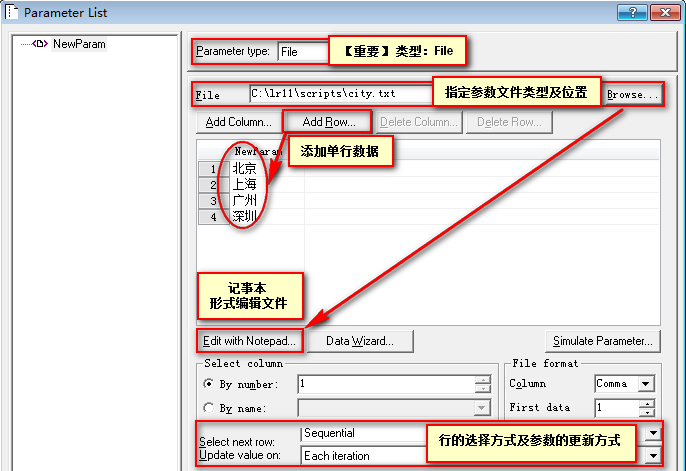 Parameter List
NewParam
Parameter type: File
【重要】类型：File
File C:\lr11\scripts\city.txt
指定参数文件类型及位置
Browse...
Add Column... Add Row... Delete Column... Delete Row...
添加单行数据
NewParam
1 北京
2 上海
3 广州
4 深圳
记事本
形式编辑文件
Edit with Notepad... Data Wizard... Simulate Parameter...
Select column
File format
By number: 1
Column Comma
By name:
First data 1
Select next row: Sequential
行的选择方式及参数的更新方式
Update value on: Each iteration